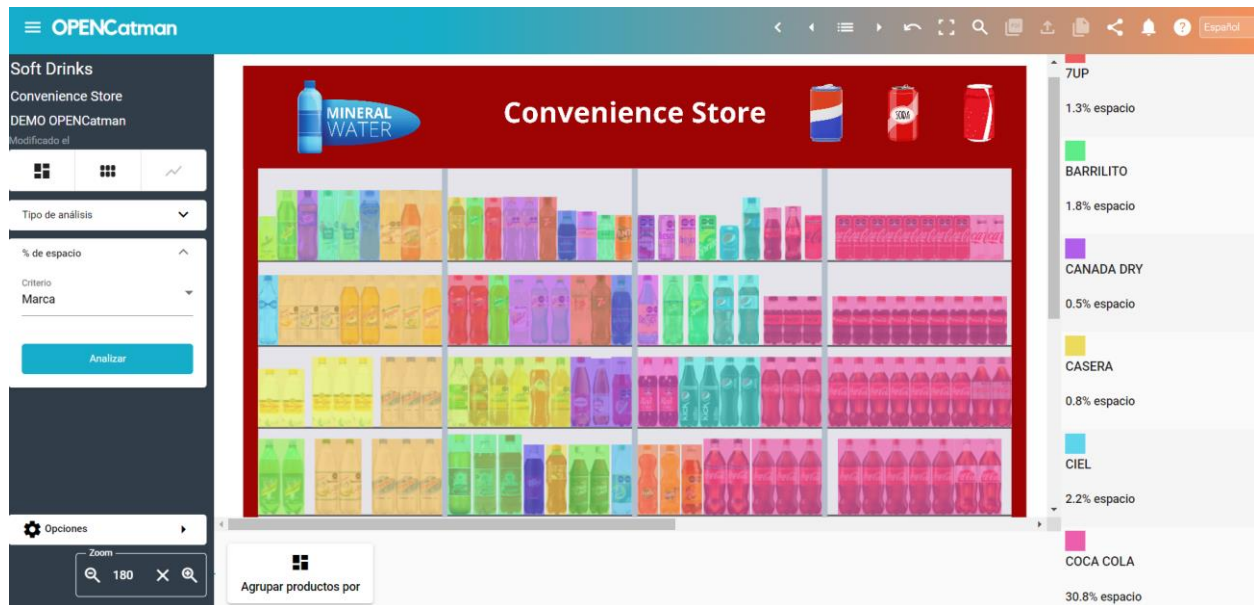 OPENCatman
Español
Soft Drinks
Convenience Store
DEMO OPENCatman
Modificado el
Tipo de análisis
% de espacio
Criterio
Marca
Analizar
Opciones
Zoom
180
MINERAL
WATER
Convenience Store
SODA
Agrupar productos por
7UP
1.3% espacio
BARRILITO
1.8% espacio
CANADA DRY
0.5% espacio
CASERA
0.8% espacio
CIEL
2.2% espacio
COCA COLA
30.8% espacio